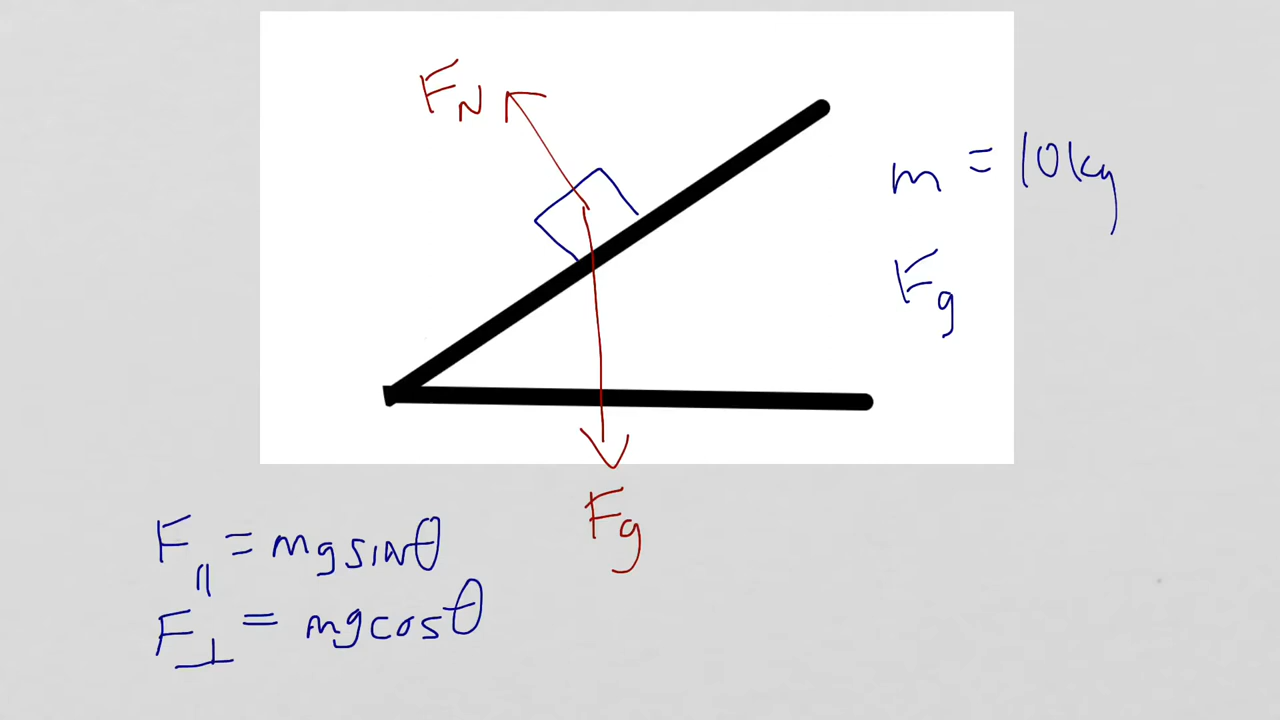 F_N
m = 10kg
F_g
F_g
F_∥ = mg sinθ
F_⊥ = mg cosθ